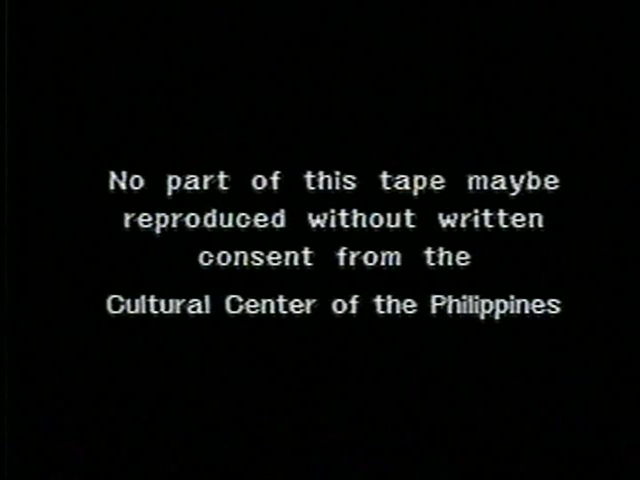 No part of this tape maybe
reproduced without written
consent from the
Cultural Center of the Philippines